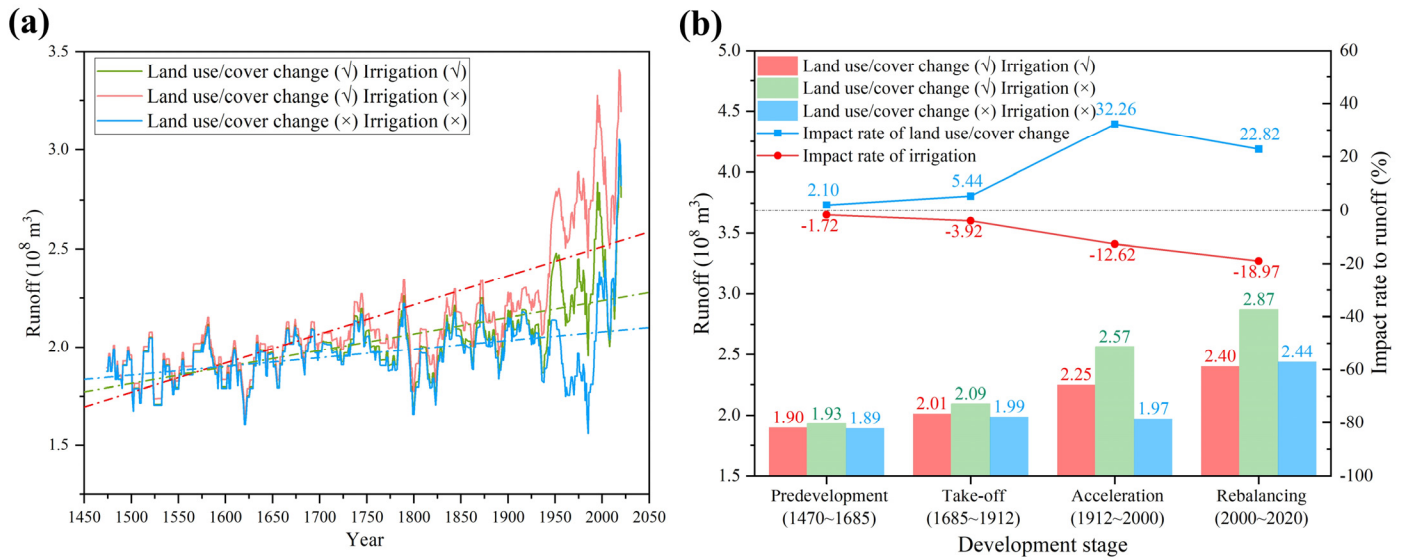 (a)
3.5
3.0
2.5
2.0
1.5
Runoff (10⁸ m³)
Land use/cover change (√) Irrigation (√)
Land use/cover change (√) Irrigation (×)
Land use/cover change (×) Irrigation (×)
1450 1500 1550 1600 1650 1700 1750 1800 1850 1900 1950 2000 2050
Year
(b)
5.0
4.5
4.0
3.5
3.0
2.5
2.0
1.5
Runoff (10⁸ m³)
Land use/cover change (√) Irrigation (√)
Land use/cover change (√) Irrigation (×)
Land use/cover change (×) Irrigation (×)
Impact rate of land use/cover change
Impact rate of irrigation
2.10 5.44 32.26 22.82
-1.72 -3.92 -12.62 -18.97
1.90 1.93 1.89
2.01 2.09 1.99
2.25 2.57 1.97
2.40 2.87 2.44
60
40
20
0
-20
-40
-60
-80
-100
Impact rate to runoff (%)
Predevelopment Take-off Acceleration Rebalancing
(1470~1685) (1685~1912) (1912~2000) (2000~2020)
Development stage